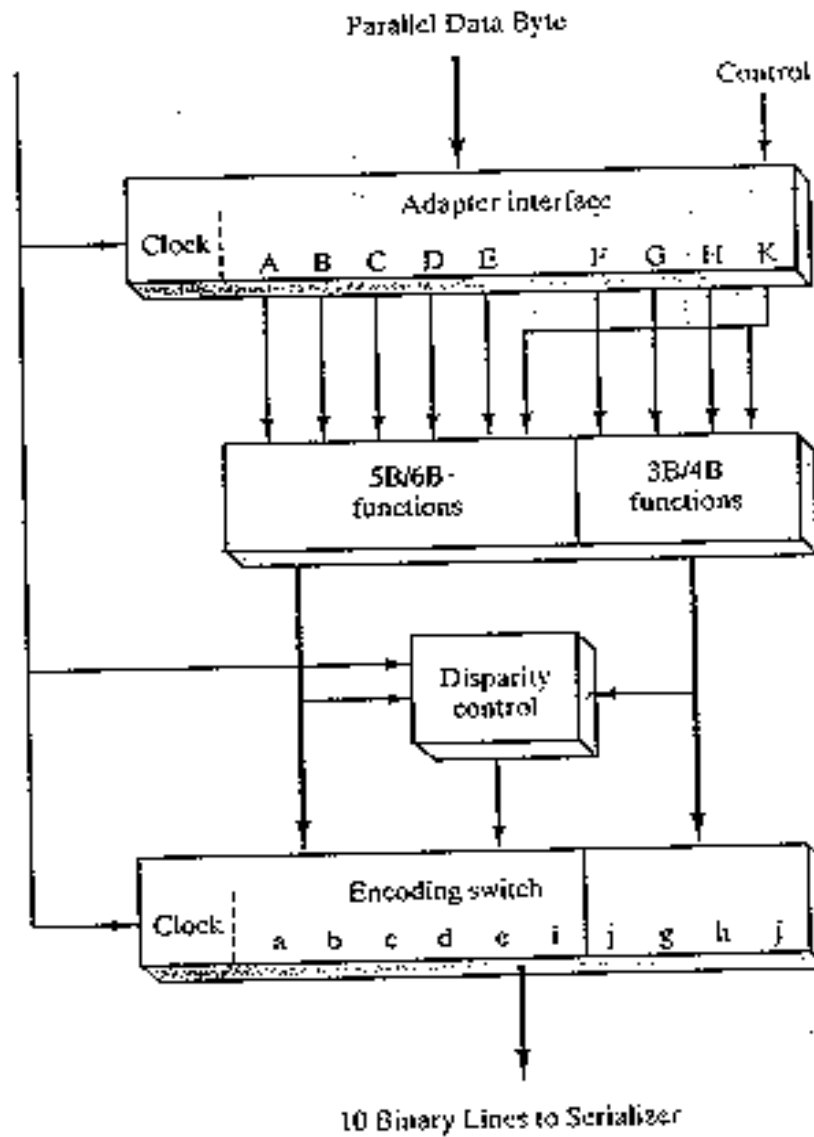 Parallel Data Byte
Control
Adapter interface
Clock
A B C D E F G H K
5B/6B
functions
3B/4B
functions
Disparity
control
Encoding switch
Clock
a b c d e i j g h j
10 Binary Lines to Serializer